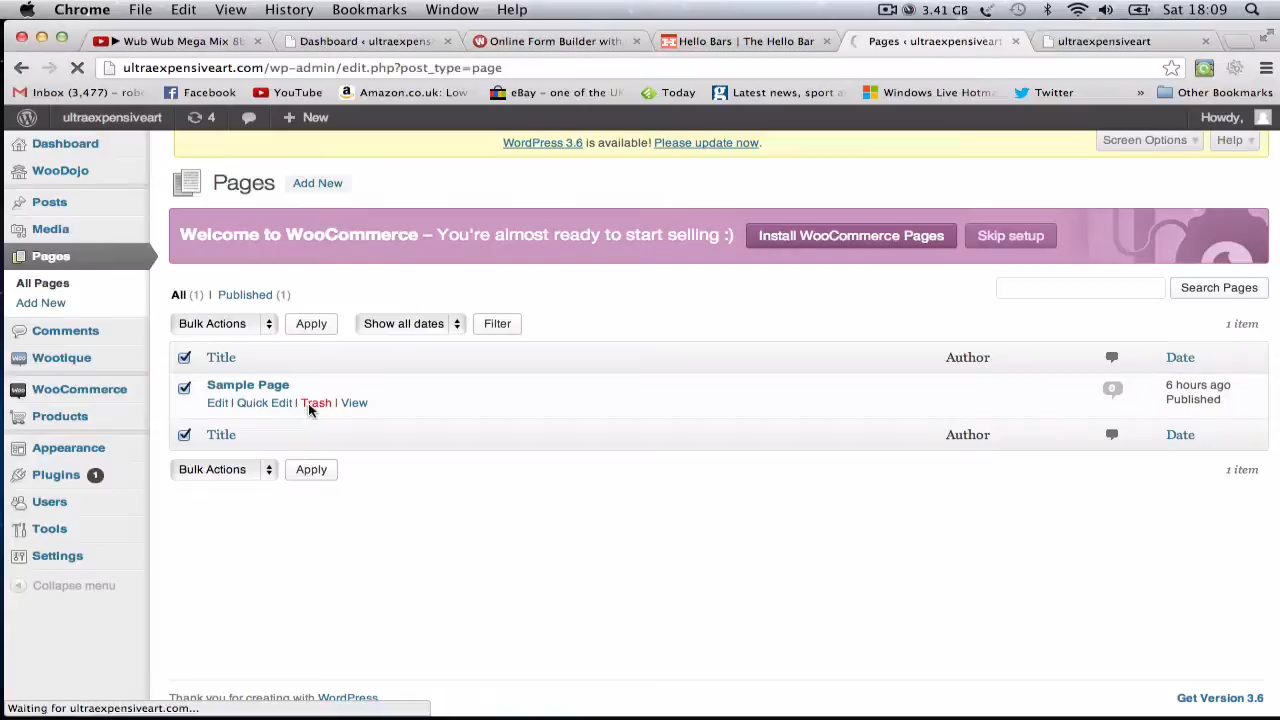 Chrome File Edit View History Bookmarks Window Help 3.41 GB Sat 18:09
Wub Wub Mega Mix 8b Dashboard ‹ ultraexpens Online Form Builder with Hello Bars | The Hello Bar Pages ‹ ultraexpensiveart ultraexpensiveart
ultraexpensiveart.com/wp-admin/edit.php?post_type=page
Inbox (3,477) – robe Facebook YouTube Amazon.co.uk: Low eBay – one of the UK Today Latest news, sport a Windows Live Hotma Twitter » Other Bookmarks
ultraexpensiveart 4 + New Howdy,
Dashboard
WordPress 3.6 is available! Please update now.
Screen Options Help
WooDojo
Pages Add New
Posts
Media
Welcome to WooCommerce – You're almost ready to start selling :) Install WooCommerce Pages Skip setup
Pages
All Pages
Add New
All (1) | Published (1)
Search Pages
Comments
Bulk Actions Apply Show all dates Filter 1 item
Wootique
Title Author Date
WooCommerce
Sample Page 0 6 hours ago
Edit | Quick Edit | Trash | View Published
Products
Title Author Date
Appearance
Bulk Actions Apply 1 item
Plugins 1
Users
Tools
Settings
Collapse menu
Thank you for creating with WordPress Get Version 3.6
Waiting for ultraexpensiveart.com...